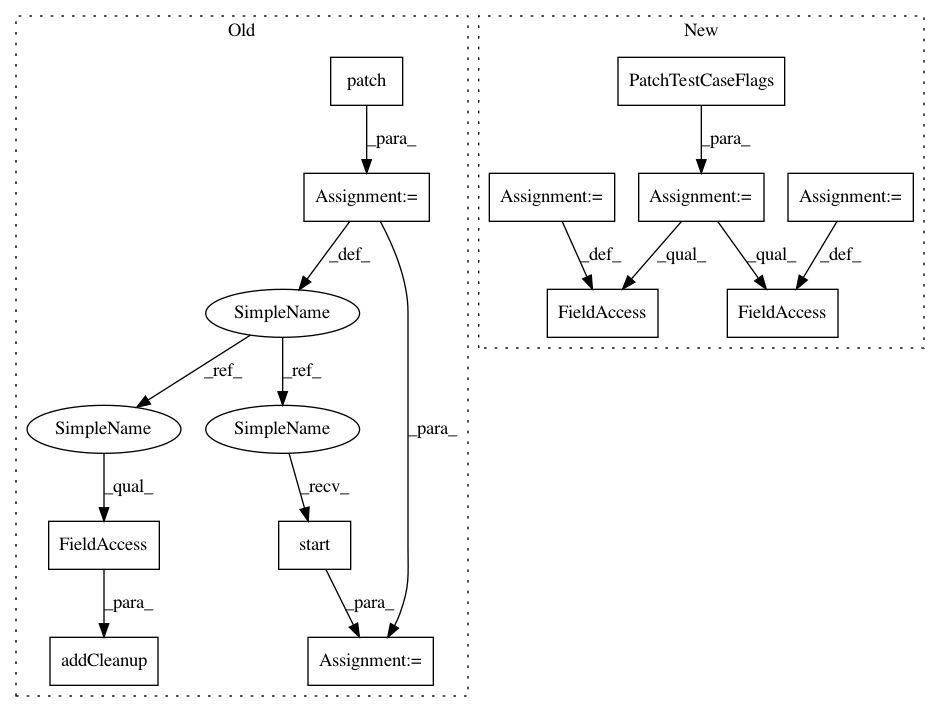 Old
New
patch
PatchTestCaseFlags
_para_
_para_
Assignment:=
Assignment:=
Assignment:=
Assignment:=
_def_
_def_
_qual_
_qual_
_def_
SimpleName
FieldAccess
FieldAccess
_ref_
_ref_
SimpleName
SimpleName
_para_
_qual_
_recv_
FieldAccess
start
_para_
_para_
addCleanup
Assignment:=